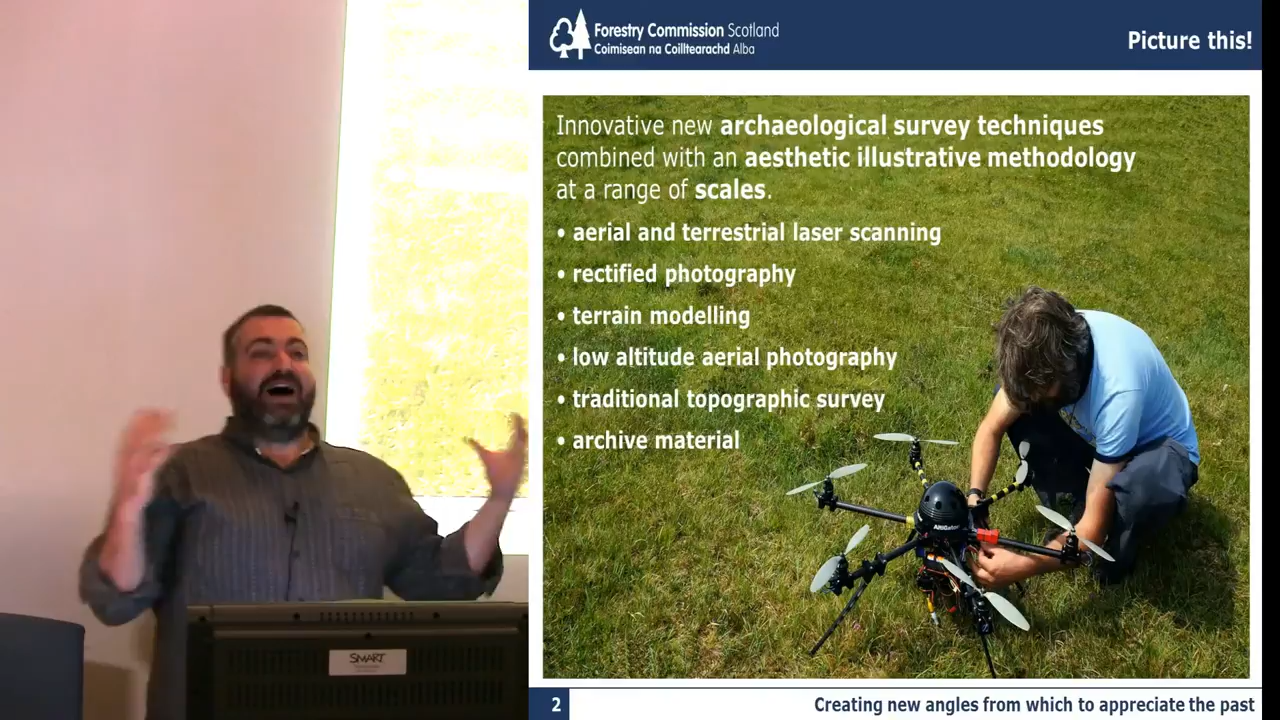 Forestry Commission Scotland
Coimisean na Coilltearachd Alba
Picture this!
Innovative new archaeological survey techniques
combined with an aesthetic illustrative methodology
at a range of scales.
• aerial and terrestrial laser scanning
• rectified photography
• terrain modelling
• low altitude aerial photography
• traditional topographic survey
• archive material
SMART
2
Creating new angles from which to appreciate the past